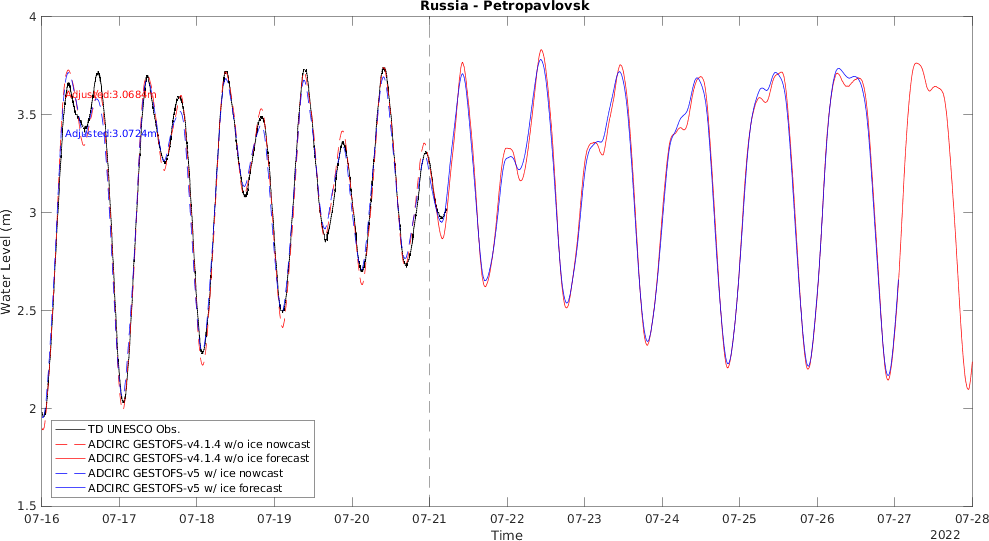 Russia - Petropavlovsk
4
3.5
3
2.5
2
1.5
Water Level (m)
Adjusted:3.0684m
Adjusted:3.0724m
TD UNESCO Obs.
ADCIRC GESTOFS-v4.1.4 w/o ice nowcast
ADCIRC GESTOFS-v4.1.4 w/o ice forecast
ADCIRC GESTOFS-v5 w/ ice nowcast
ADCIRC GESTOFS-v5 w/ ice forecast
07-16 07-17 07-18 07-19 07-20 07-21 07-22 07-23 07-24 07-25 07-26 07-27 07-28
Time
2022